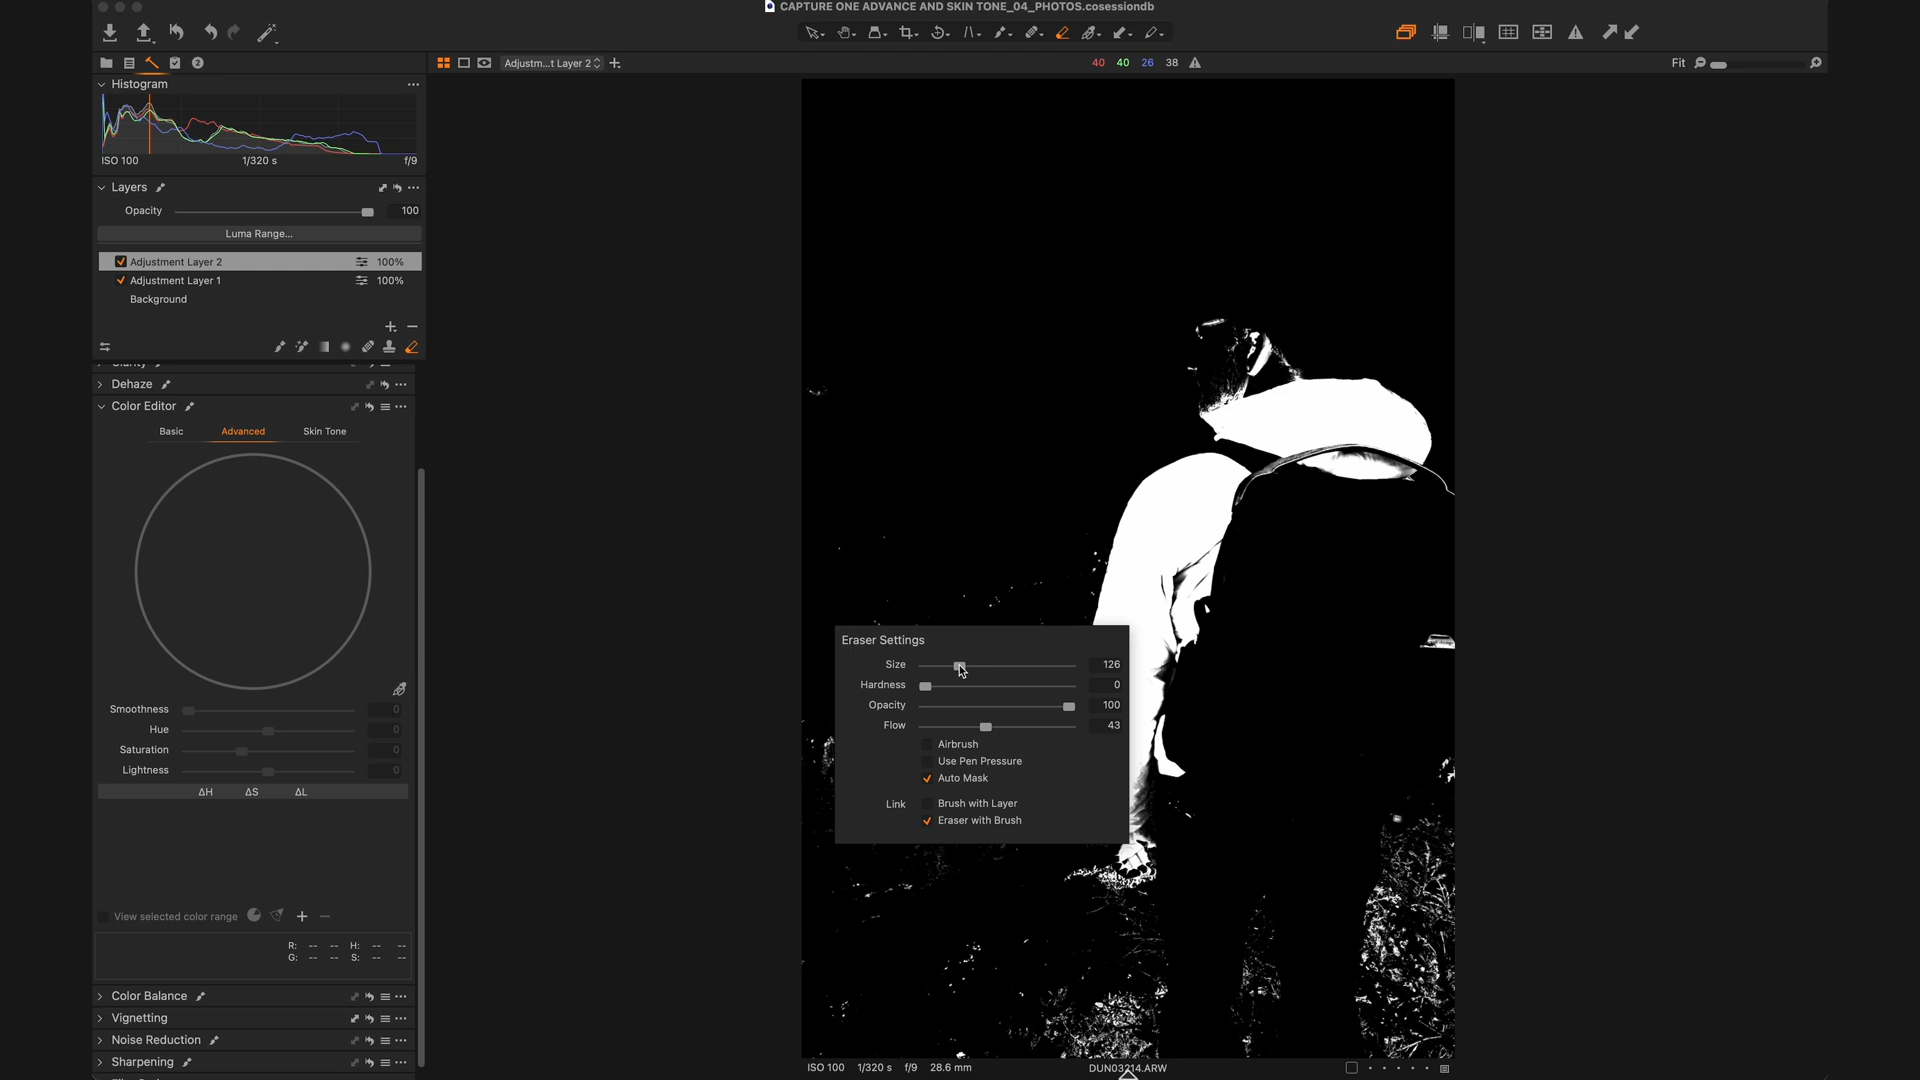 CAPTURE ONE ADVANCE AND SKIN TONE_04_PHOTOS.cosessiondb
Adjustm...t Layer 2
40 40 26 38
Fit
Histogram
ISO 100 1/320 s f/9
Layers
Opacity 100
Luma Range...
Adjustment Layer 2 100%
Adjustment Layer 1 100%
Background
Clarity
Dehaze
Color Editor
Basic Advanced Skin Tone
Smoothness 0
Hue 0
Saturation 0
Lightness 0
ΔH ΔS ΔL
View selected color range
R: -- -- H: -- --
G: -- -- S: -- --
Color Balance
Vignetting
Noise Reduction
Sharpening
Eraser Settings
Size 126
Hardness 0
Opacity 100
Flow 43
Airbrush
Use Pen Pressure
Auto Mask
Link Brush with Layer
Eraser with Brush
ISO 100 1/320 s f/9 28.6 mm DUN03214.ARW